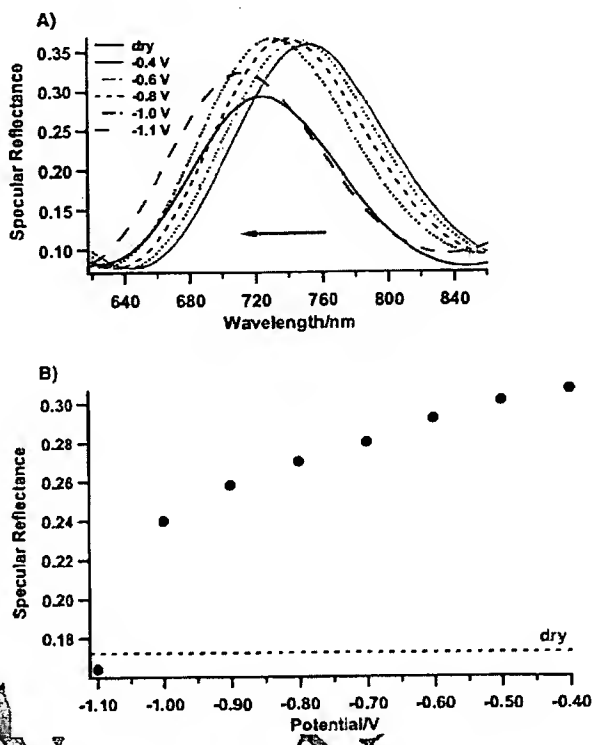 A)
dry
-0.4 V
-0.6 V
-0.8 V
-1.0 V
-1.1 V
Specular Reflectance
0.35
0.30
0.25
0.20
0.15
0.10
640 680 720 760 800 840
Wavelength/nm
B)
Specular Reflectance
0.30
0.28
0.26
0.24
0.22
0.20
0.18
dry
-1.10 -1.00 -0.90 -0.80 -0.70 -0.60 -0.50 -0.40
Potential/V